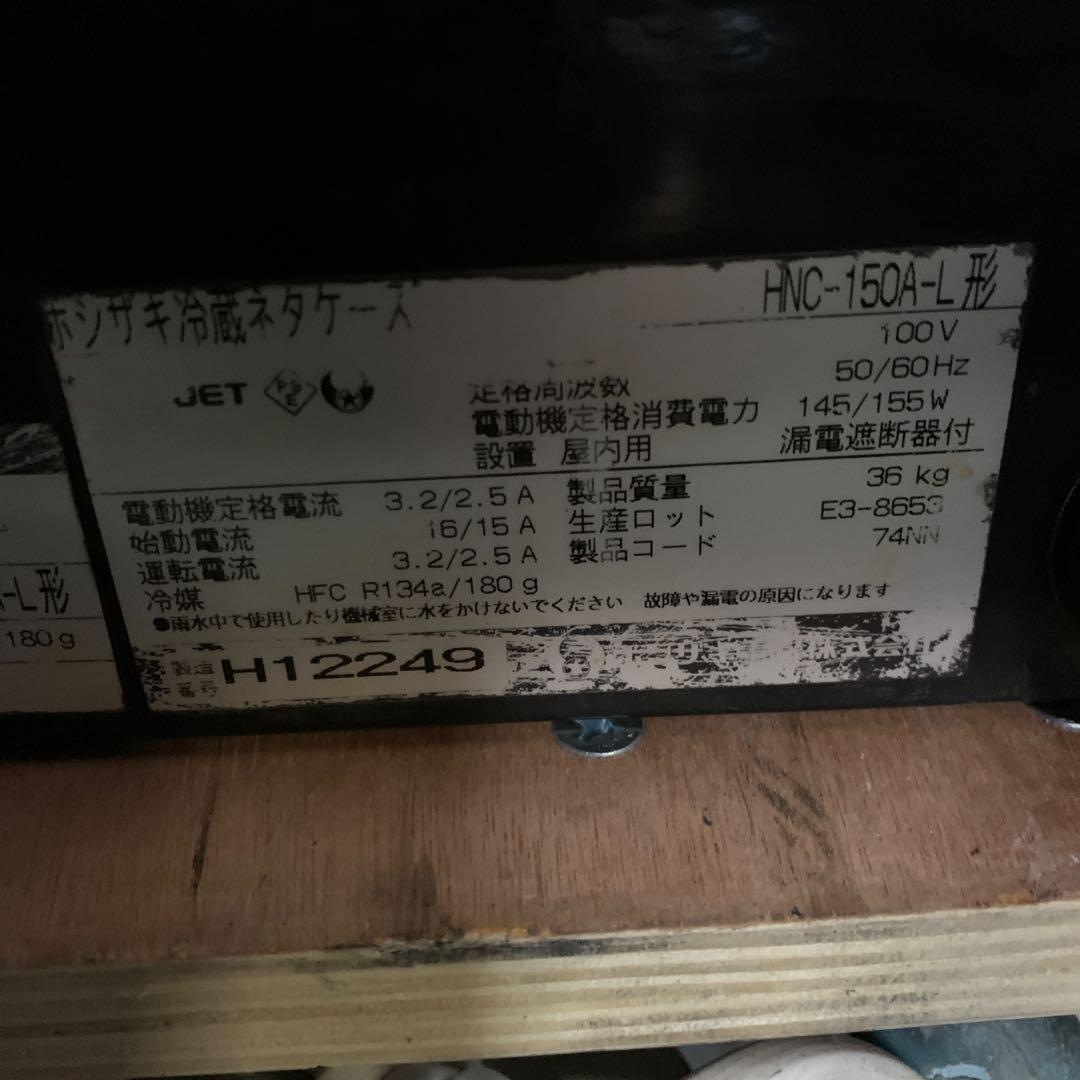 ホシザキ冷蔵ネタケース
HNC-150A-L形
100V
JET PSE
定格周波数 50/60Hz
電動機定格消費電力 145/155W
設置 屋内用 漏電遮断器付
電動機定格電流 3.2/2.5A 製品質量 36kg
始動電流 16/15A 生産ロット E3-8653
運転電流 3.2/2.5A 製品コード 74NN
冷媒 HFC R134a/180g
●雨水中で使用したり機械室に水をかけないでください 故障や漏電の原因になります
製造番号 H12249
株式会社
L形
180g